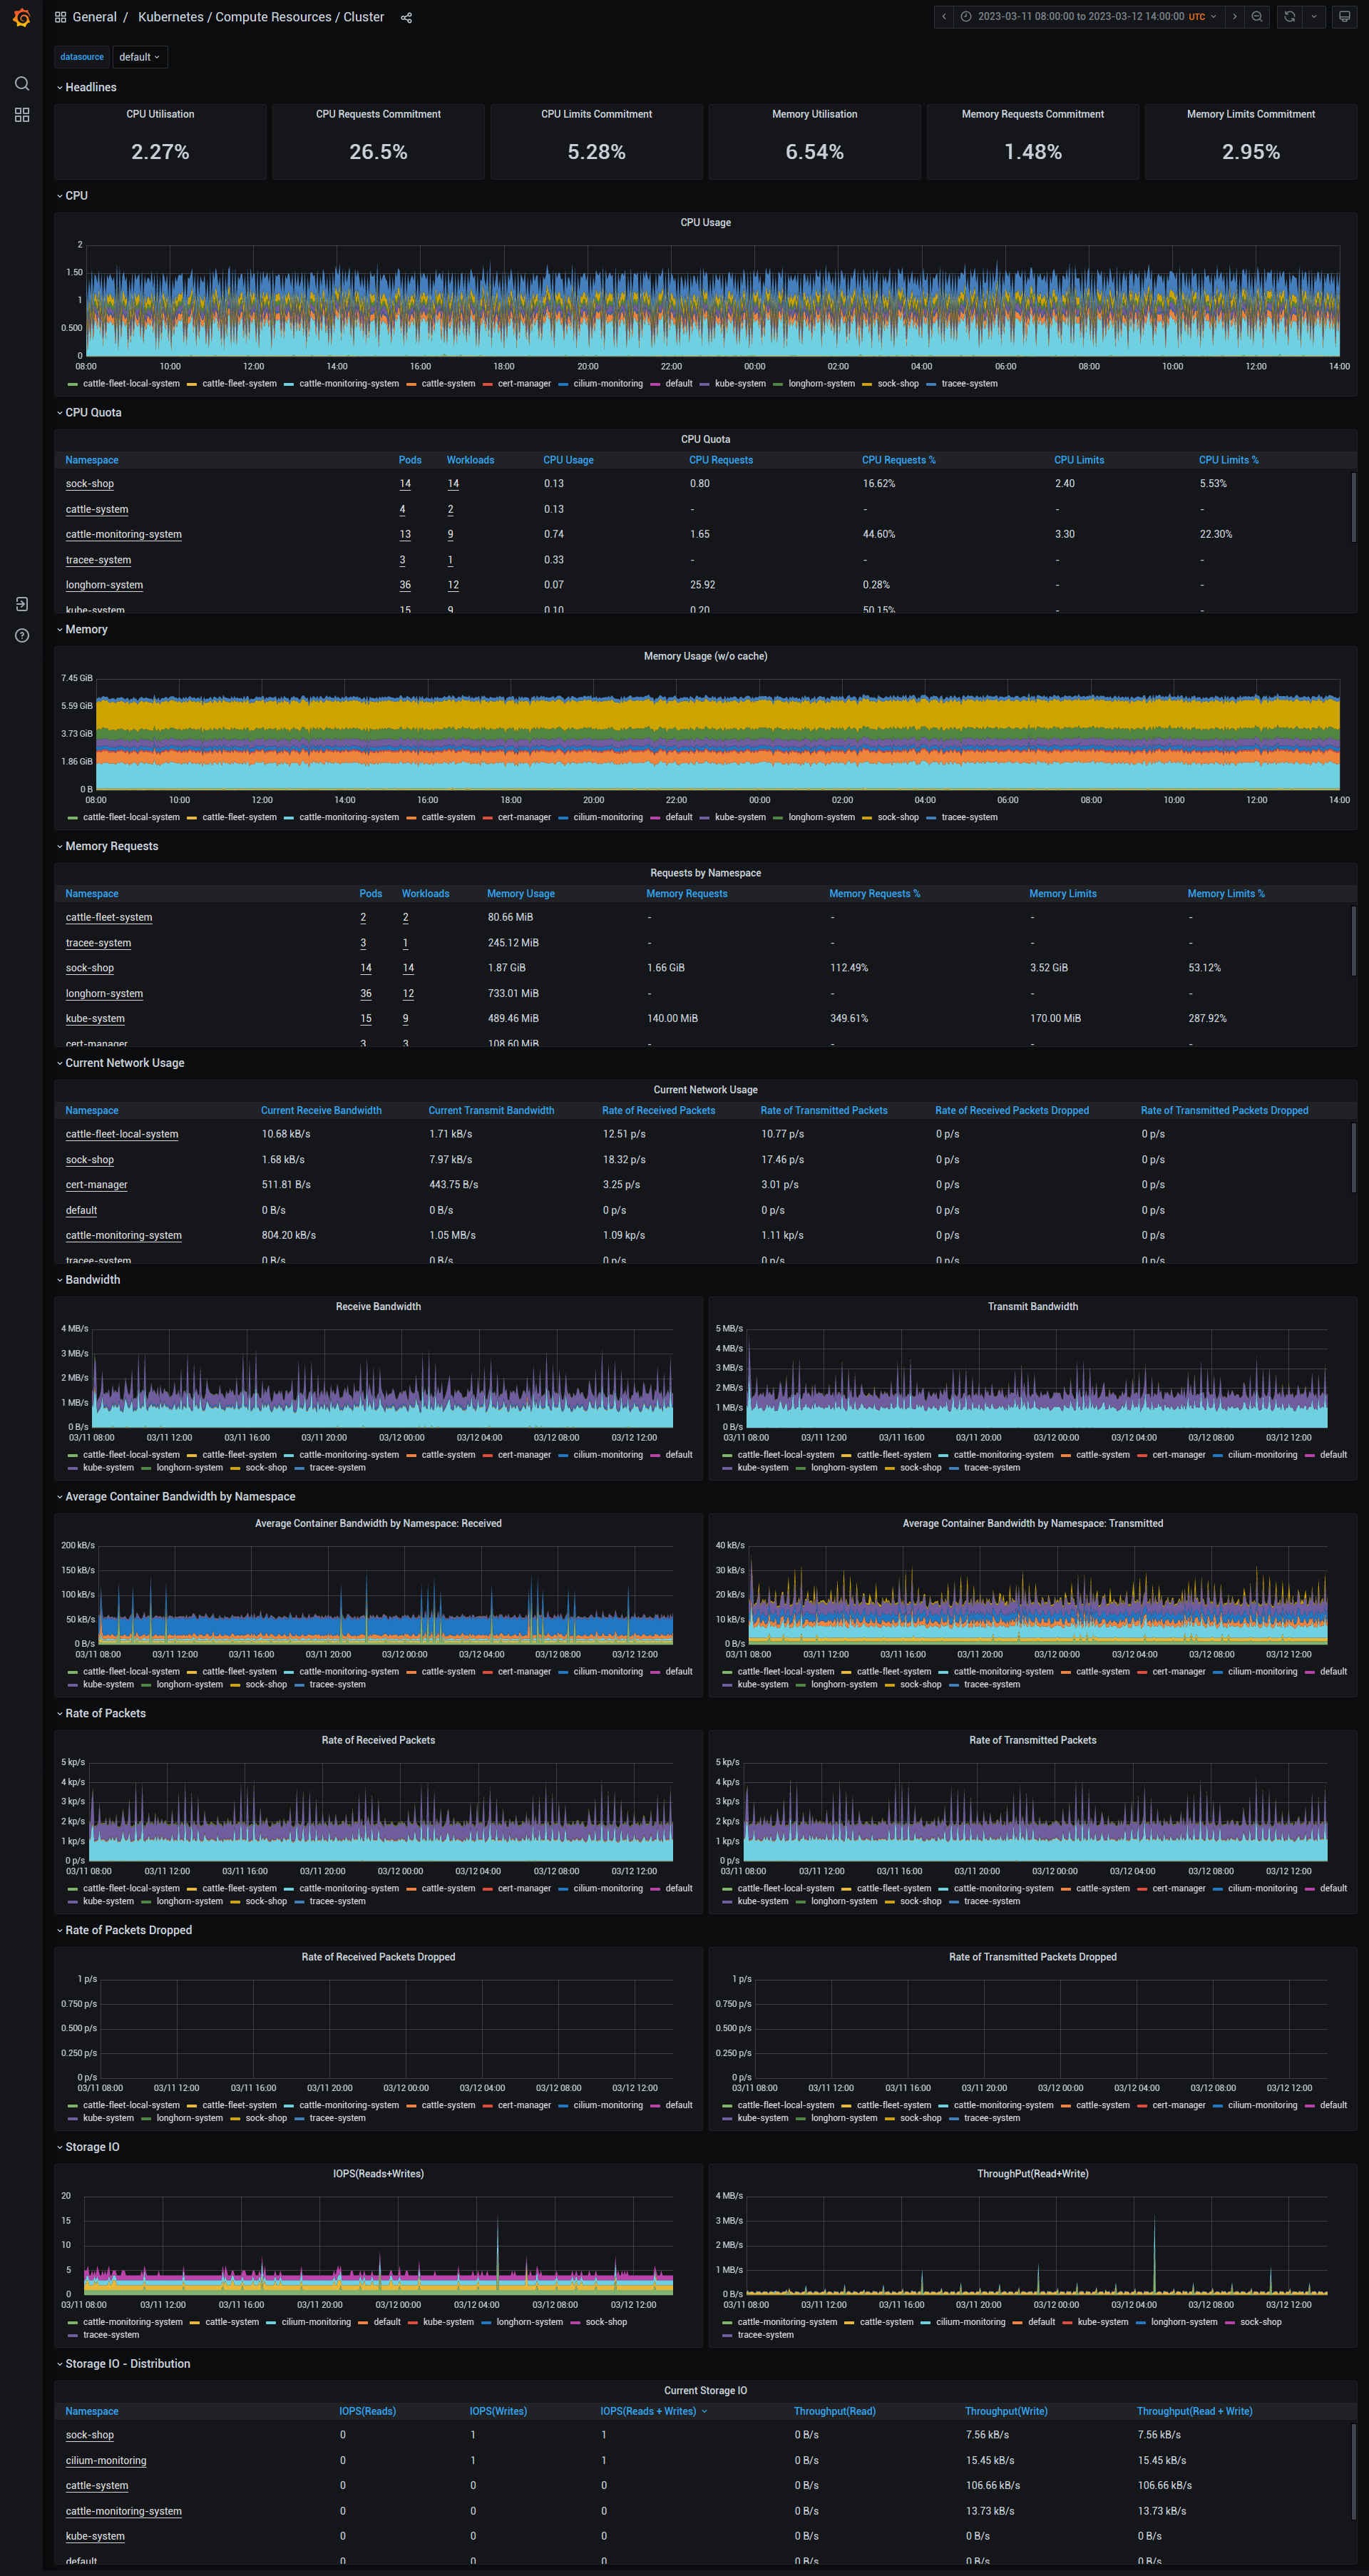 General / Kubernetes / Compute Resources / Cluster
2023-03-11 08:00:00 to 2023-03-12 14:00:00 UTC
datasource default
Headlines
CPU Utilisation CPU Requests Commitment CPU Limits Commitment Memory Utilisation Memory Requests Commitment Memory Limits Commitment
2.27% 26.5% 5.28% 6.54% 1.48% 2.95%
CPU
CPU Usage
2
1.50
1
0.500
0
08:00 10:00 12:00 14:00 16:00 18:00 20:00 22:00 00:00 02:00 04:00 06:00 08:00 10:00 12:00 14:00
cattle-fleet-local-system cattle-fleet-system cattle-monitoring-system cattle-system cert-manager cilium-monitoring default kube-system longhorn-system sock-shop tracee-system
CPU Quota
CPU Quota
Namespace Pods Workloads CPU Usage CPU Requests CPU Requests % CPU Limits CPU Limits %
sock-shop 14 14 0.13 0.80 16.62% 2.40 5.53%
cattle-system 4 2 0.13 - - - -
cattle-monitoring-system 13 9 0.74 1.65 44.60% 3.30 22.30%
tracee-system 3 1 0.33 - - - -
longhorn-system 36 12 0.07 25.92 0.28% - -
kube-system 15 9 0.10 0.20 50.15% - -
Memory
Memory Usage (w/o cache)
7.45 GiB
5.59 GiB
3.73 GiB
1.86 GiB
0 B
08:00 10:00 12:00 14:00 16:00 18:00 20:00 22:00 00:00 02:00 04:00 06:00 08:00 10:00 12:00 14:00
cattle-fleet-local-system cattle-fleet-system cattle-monitoring-system cattle-system cert-manager cilium-monitoring default kube-system longhorn-system sock-shop tracee-system
Memory Requests
Requests by Namespace
Namespace Pods Workloads Memory Usage Memory Requests Memory Requests % Memory Limits Memory Limits %
cattle-fleet-system 2 2 80.66 MiB - - - -
tracee-system 3 1 245.12 MiB - - - -
sock-shop 14 14 1.87 GiB 1.66 GiB 112.49% 3.52 GiB 53.12%
longhorn-system 36 12 733.01 MiB - - - -
kube-system 15 9 489.46 MiB 140.00 MiB 349.61% 170.00 MiB 287.92%
cert-manager 3 3 108.60 MiB - - - -
Current Network Usage
Current Network Usage
Namespace Current Receive Bandwidth Current Transmit Bandwidth Rate of Received Packets Rate of Transmitted Packets Rate of Received Packets Dropped Rate of Transmitted Packets Dropped
cattle-fleet-local-system 10.68 kB/s 1.71 kB/s 12.51 p/s 10.77 p/s 0 p/s 0 p/s
sock-shop 1.68 kB/s 7.97 kB/s 18.32 p/s 17.46 p/s 0 p/s 0 p/s
cert-manager 511.81 B/s 443.75 B/s 3.25 p/s 3.01 p/s 0 p/s 0 p/s
default 0 B/s 0 B/s 0 p/s 0 p/s 0 p/s 0 p/s
cattle-monitoring-system 804.20 kB/s 1.05 MB/s 1.09 kp/s 1.11 kp/s 0 p/s 0 p/s
tracee-system 0 B/s 0 B/s 0 p/s 0 p/s 0 p/s 0 p/s
Bandwidth
Receive Bandwidth
4 MB/s
3 MB/s
2 MB/s
1 MB/s
0 B/s
03/11 08:00 03/11 12:00 03/11 16:00 03/11 20:00 03/12 00:00 03/12 04:00 03/12 08:00 03/12 12:00
cattle-fleet-local-system cattle-fleet-system cattle-monitoring-system cattle-system cert-manager cilium-monitoring default
kube-system longhorn-system sock-shop tracee-system
Transmit Bandwidth
5 MB/s
4 MB/s
3 MB/s
2 MB/s
1 MB/s
0 B/s
03/11 08:00 03/11 12:00 03/11 16:00 03/11 20:00 03/12 00:00 03/12 04:00 03/12 08:00 03/12 12:00
cattle-fleet-local-system cattle-fleet-system cattle-monitoring-system cattle-system cert-manager cilium-monitoring default
kube-system longhorn-system sock-shop tracee-system
Average Container Bandwidth by Namespace
Average Container Bandwidth by Namespace: Received
200 kB/s
150 kB/s
100 kB/s
50 kB/s
0 B/s
03/11 08:00 03/11 12:00 03/11 16:00 03/11 20:00 03/12 00:00 03/12 04:00 03/12 08:00 03/12 12:00
cattle-fleet-local-system cattle-fleet-system cattle-monitoring-system cattle-system cert-manager cilium-monitoring default
kube-system longhorn-system sock-shop tracee-system
Average Container Bandwidth by Namespace: Transmitted
40 kB/s
30 kB/s
20 kB/s
10 kB/s
0 B/s
03/11 08:00 03/11 12:00 03/11 16:00 03/11 20:00 03/12 00:00 03/12 04:00 03/12 08:00 03/12 12:00
cattle-fleet-local-system cattle-fleet-system cattle-monitoring-system cattle-system cert-manager cilium-monitoring default
kube-system longhorn-system sock-shop tracee-system
Rate of Packets
Rate of Received Packets
5 kp/s
4 kp/s
3 kp/s
2 kp/s
1 kp/s
0 p/s
03/11 08:00 03/11 12:00 03/11 16:00 03/11 20:00 03/12 00:00 03/12 04:00 03/12 08:00 03/12 12:00
cattle-fleet-local-system cattle-fleet-system cattle-monitoring-system cattle-system cert-manager cilium-monitoring default
kube-system longhorn-system sock-shop tracee-system
Rate of Transmitted Packets
5 kp/s
4 kp/s
3 kp/s
2 kp/s
1 kp/s
0 p/s
03/11 08:00 03/11 12:00 03/11 16:00 03/11 20:00 03/12 00:00 03/12 04:00 03/12 08:00 03/12 12:00
cattle-fleet-local-system cattle-fleet-system cattle-monitoring-system cattle-system cert-manager cilium-monitoring default
kube-system longhorn-system sock-shop tracee-system
Rate of Packets Dropped
Rate of Received Packets Dropped
1 p/s
0.750 p/s
0.500 p/s
0.250 p/s
0 p/s
03/11 08:00 03/11 12:00 03/11 16:00 03/11 20:00 03/12 00:00 03/12 04:00 03/12 08:00 03/12 12:00
cattle-fleet-local-system cattle-fleet-system cattle-monitoring-system cattle-system cert-manager cilium-monitoring default
kube-system longhorn-system sock-shop tracee-system
Rate of Transmitted Packets Dropped
1 p/s
0.750 p/s
0.500 p/s
0.250 p/s
0 p/s
03/11 08:00 03/11 12:00 03/11 16:00 03/11 20:00 03/12 00:00 03/12 04:00 03/12 08:00 03/12 12:00
cattle-fleet-local-system cattle-fleet-system cattle-monitoring-system cattle-system cert-manager cilium-monitoring default
kube-system longhorn-system sock-shop tracee-system
Storage IO
IOPS(Reads+Writes)
20
15
10
5
0
03/11 08:00 03/11 12:00 03/11 16:00 03/11 20:00 03/12 00:00 03/12 04:00 03/12 08:00 03/12 12:00
cattle-monitoring-system cattle-system cilium-monitoring default kube-system longhorn-system sock-shop
tracee-system
ThroughPut(Read+Write)
4 MB/s
3 MB/s
2 MB/s
1 MB/s
0 B/s
03/11 08:00 03/11 12:00 03/11 16:00 03/11 20:00 03/12 00:00 03/12 04:00 03/12 08:00 03/12 12:00
cattle-monitoring-system cattle-system cilium-monitoring default kube-system longhorn-system sock-shop
tracee-system
Storage IO - Distribution
Current Storage IO
Namespace IOPS(Reads) IOPS(Writes) IOPS(Reads + Writes) Throughput(Read) Throughput(Write) Throughput(Read + Write)
sock-shop 0 1 1 0 B/s 7.56 kB/s 7.56 kB/s
cilium-monitoring 0 1 1 0 B/s 15.45 kB/s 15.45 kB/s
cattle-system 0 0 0 0 B/s 106.66 kB/s 106.66 kB/s
cattle-monitoring-system 0 0 0 0 B/s 13.73 kB/s 13.73 kB/s
kube-system 0 0 0 0 B/s 0 B/s 0 B/s
default 0 0 0 0 B/s 0 B/s 0 B/s